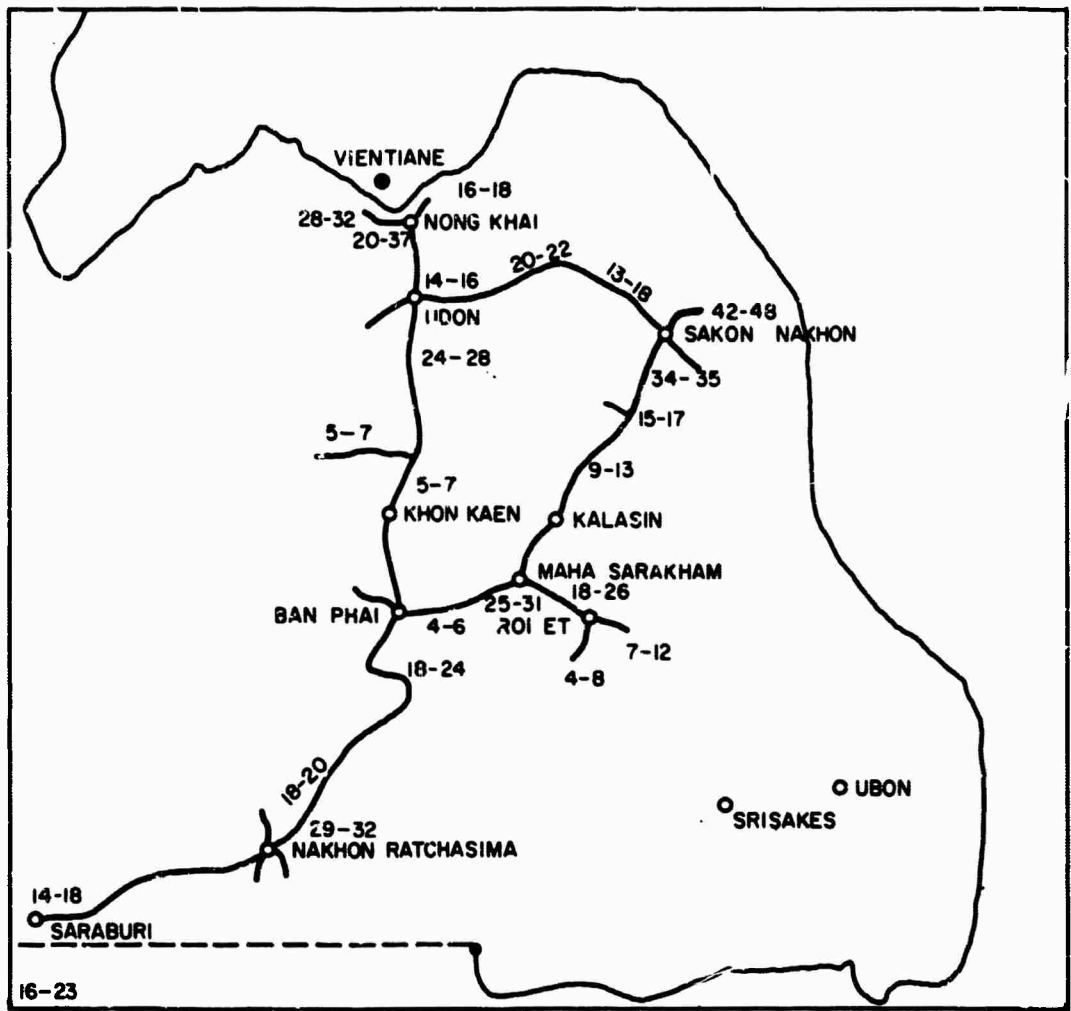 VIENTIANE
16-18
28-32
NONG KHAI
20-37
20-22
14-16
13-18
UDON
42-48
SAKON NAKHON
24-28
34-35
15-17
5-7
9-13
5-7
KHON KAEN
KALASIN
MAHA SARAKHAM
18-26
25-31
BAN PHAI
4-6
ROI ET
7-12
18-24
4-8
18-20
UBON
SRISAKES
29-32
NAKHON RATCHASIMA
14-18
SARABURI
16-23